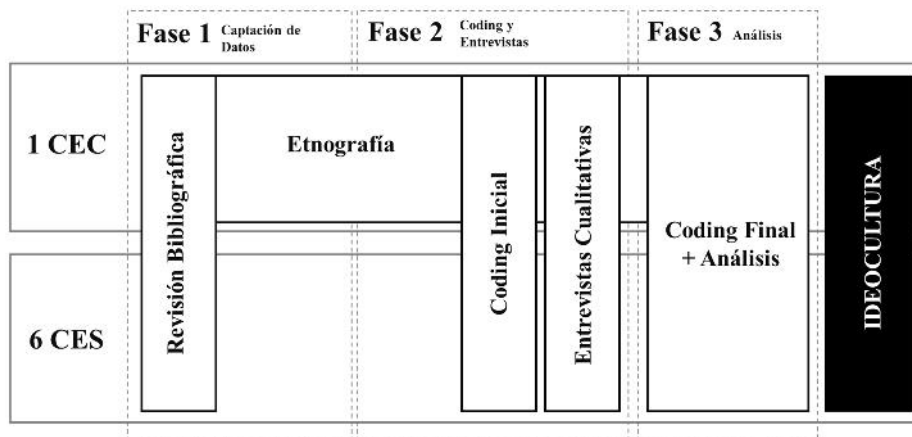 Fase 1 Captación de
Datos
Fase 2 Coding y
Entrevistas
Fase 3 Análisis
1 CEC
6 CES
Revisión Bibliográfica
Etnografía
Coding Inicial
Entrevistas Cualitativas
Coding Final
+ Análisis
IDEOCULTURA